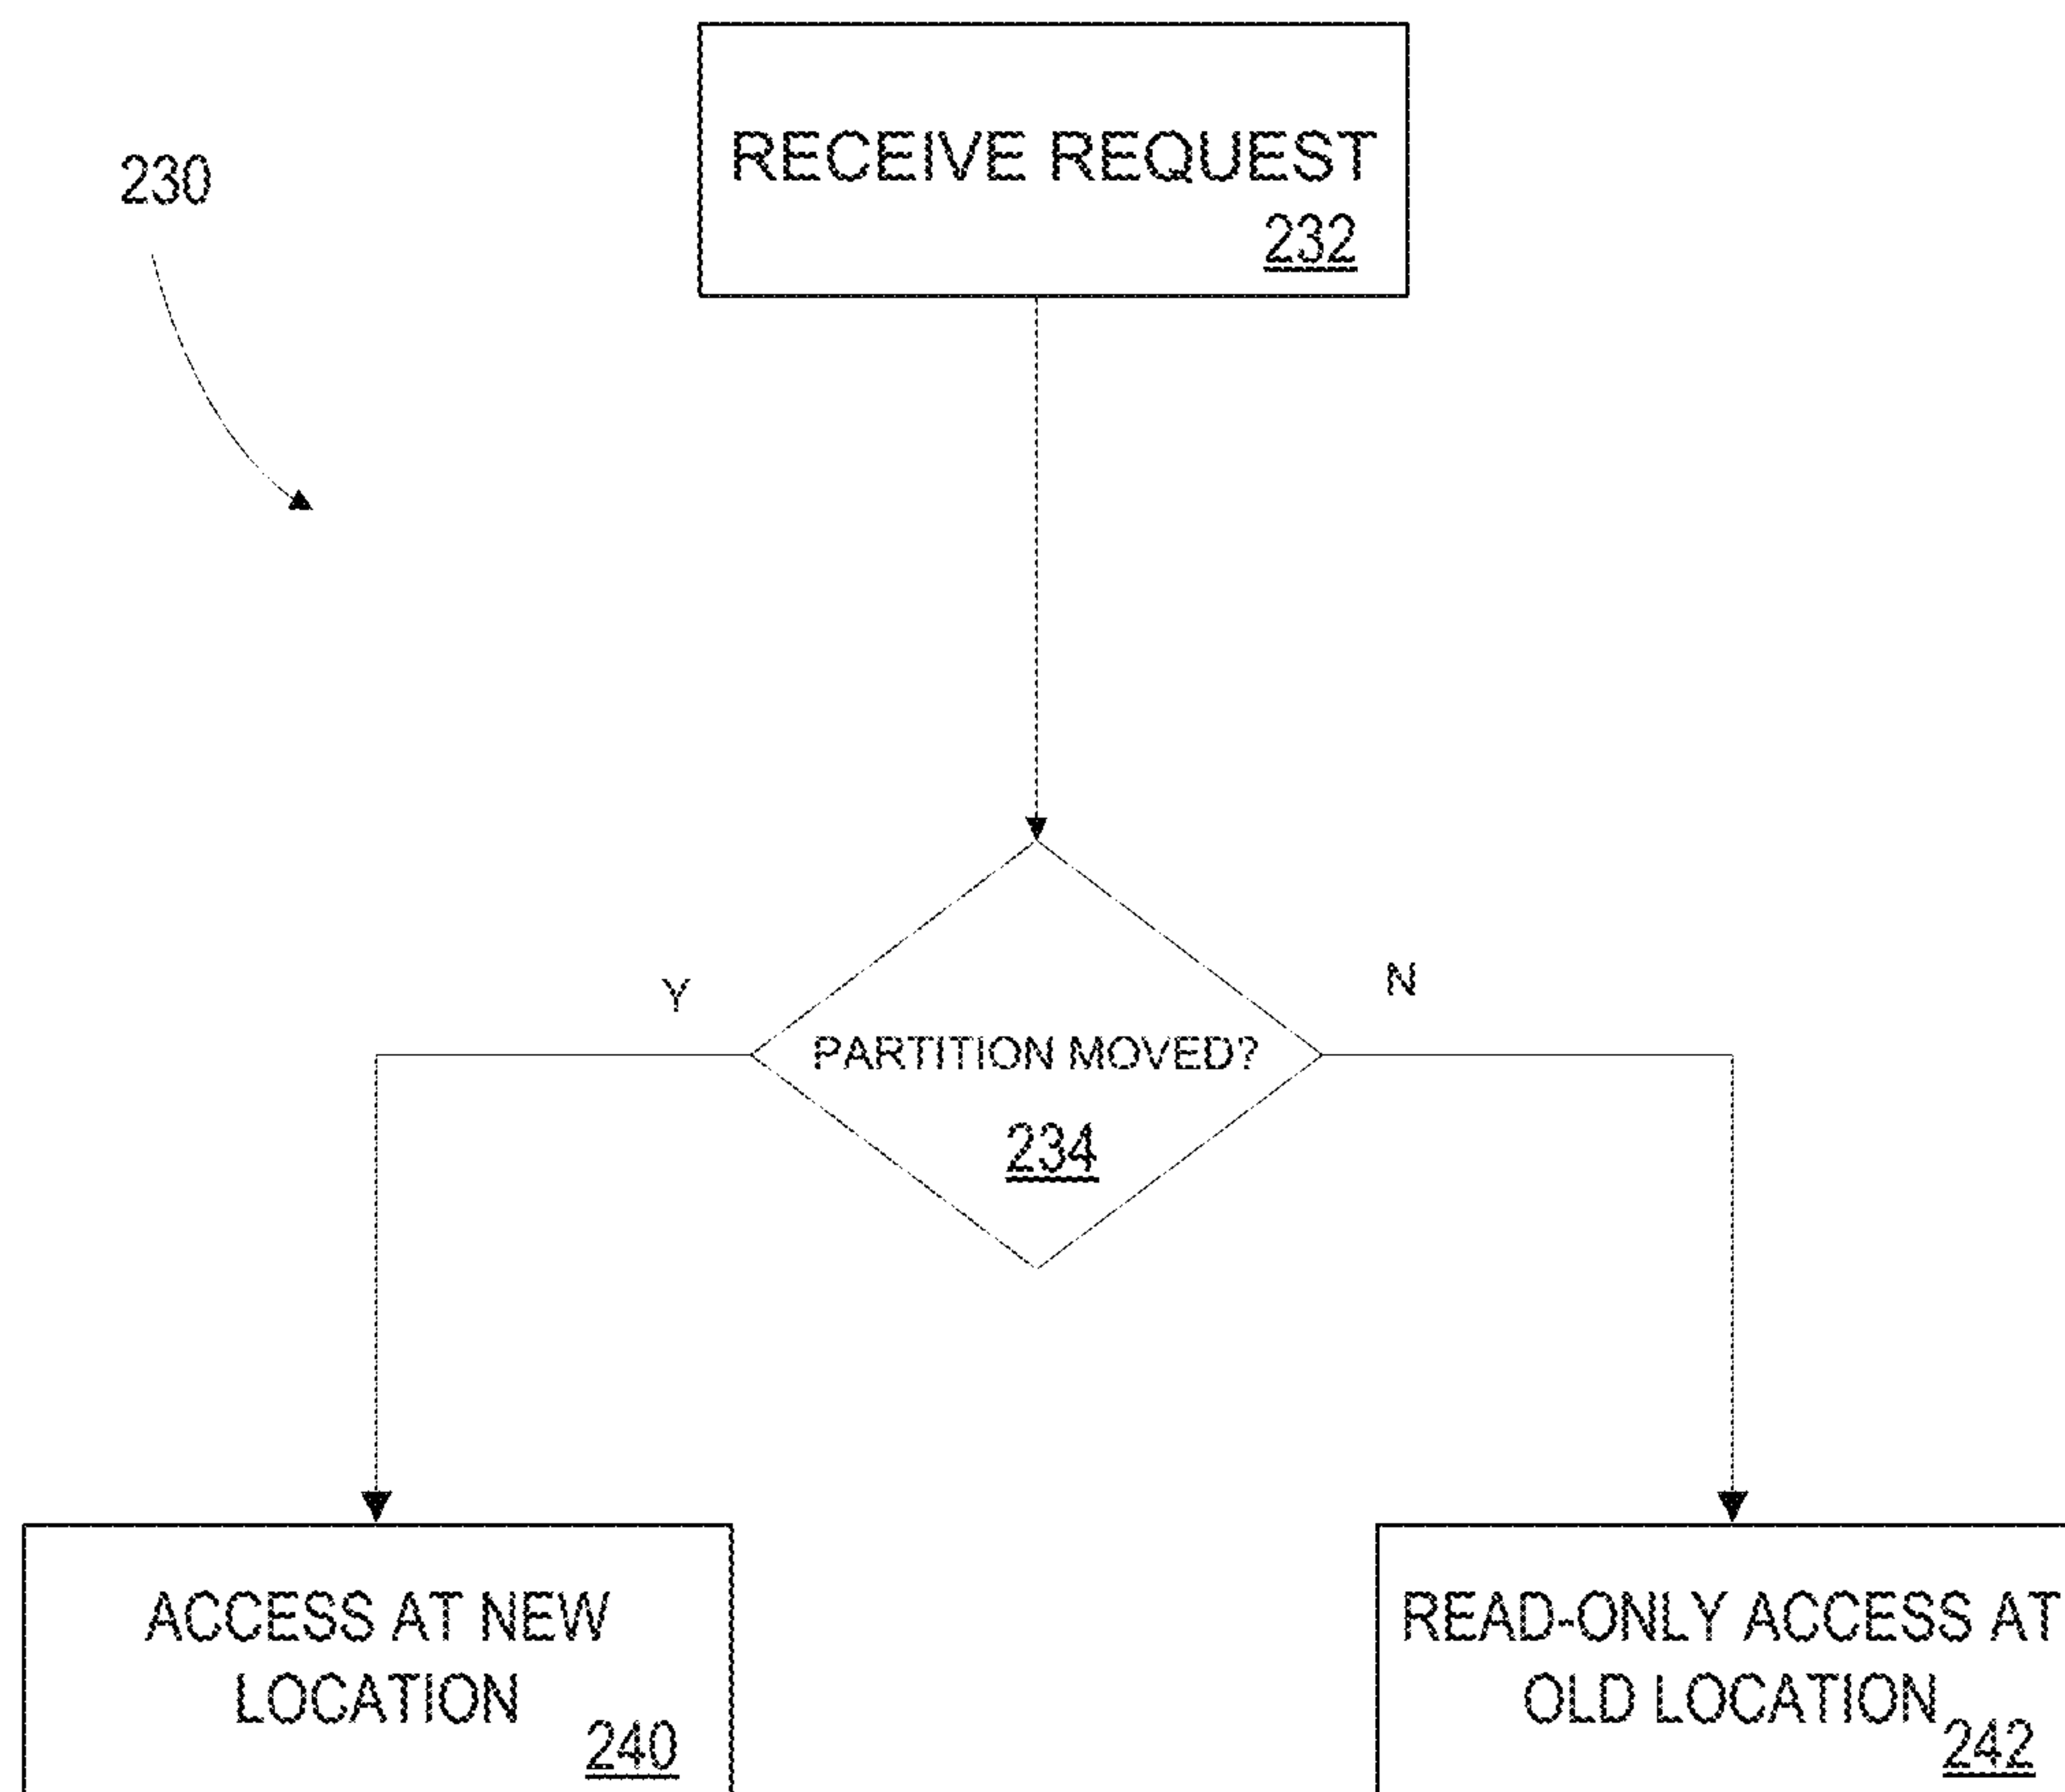 RECEIVE REQUEST
232
230
Y
N
PARTITION MOVED?
234
ACCESS AT NEW
LOCATION
240
READ-ONLY ACCESS AT
OLD LOCATION
242